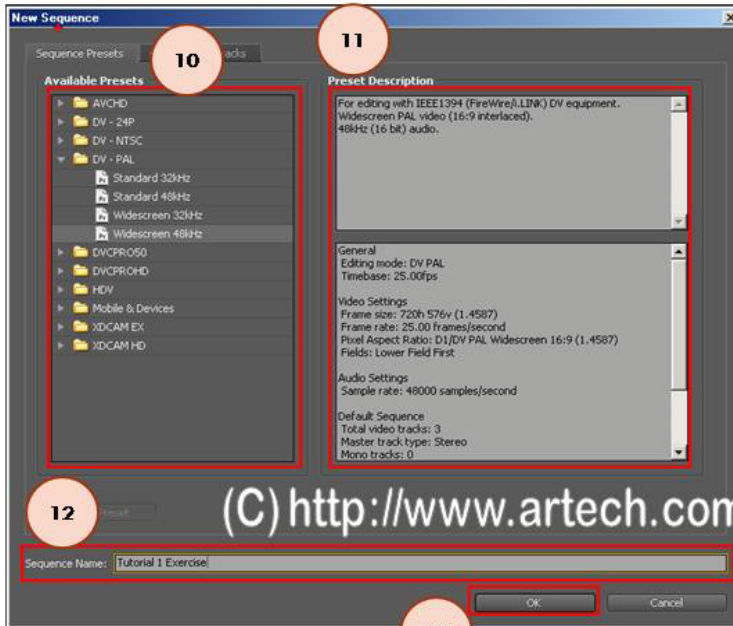 New Sequence
Sequence Presets
acks
10
11
Available Presets
AVCHD
DV - 24P
DV - NTSC
DV - PAL
Standard 32kHz
Standard 48kHz
Widescreen 32kHz
Widescreen 48kHz
DVCPRO50
DVCPROHD
HDV
Mobile & Devices
XDCAM EX
XDCAM HD
Preset Description
For editing with IEEE1394 (FireWire/i.LINK) DV equipment.
Widescreen PAL video (16:9 interlaced).
48kHz (16 bit) audio.
General
Editing mode: DV PAL
Timebase: 25.00fps
Video Settings
Frame size: 720h 576v (1.4587)
Frame rate: 25.00 frames/second
Pixel Aspect Ratio: D1/DV PAL Widescreen 16:9 (1.4587)
Fields: Lower Field First
Audio Settings
Sample rate: 48000 samples/second
Default Sequence
Total video tracks: 3
Master track type: Stereo
Mono tracks: 0
12
Preset
(C) http://www.artech.com
Sequence Name: Tutorial 1 Exercise
OK
Cancel